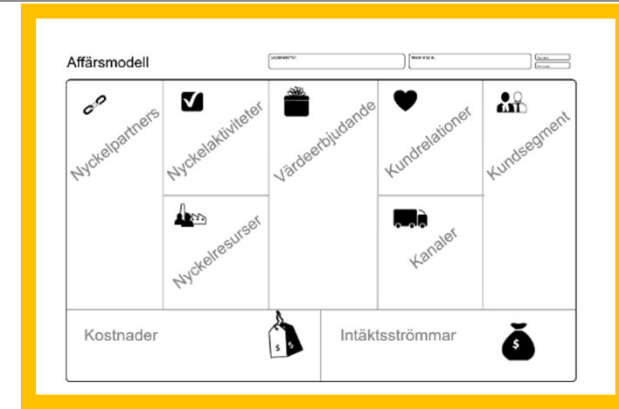 Affärsmodell
Nyckelpartners
Nyckelaktiviteter
Värdeerbjudande
Kundrelationer
Kundsegment
Nyckelresurser
Kanaler
Kostnader
$ $
Intäktsströmmar
$